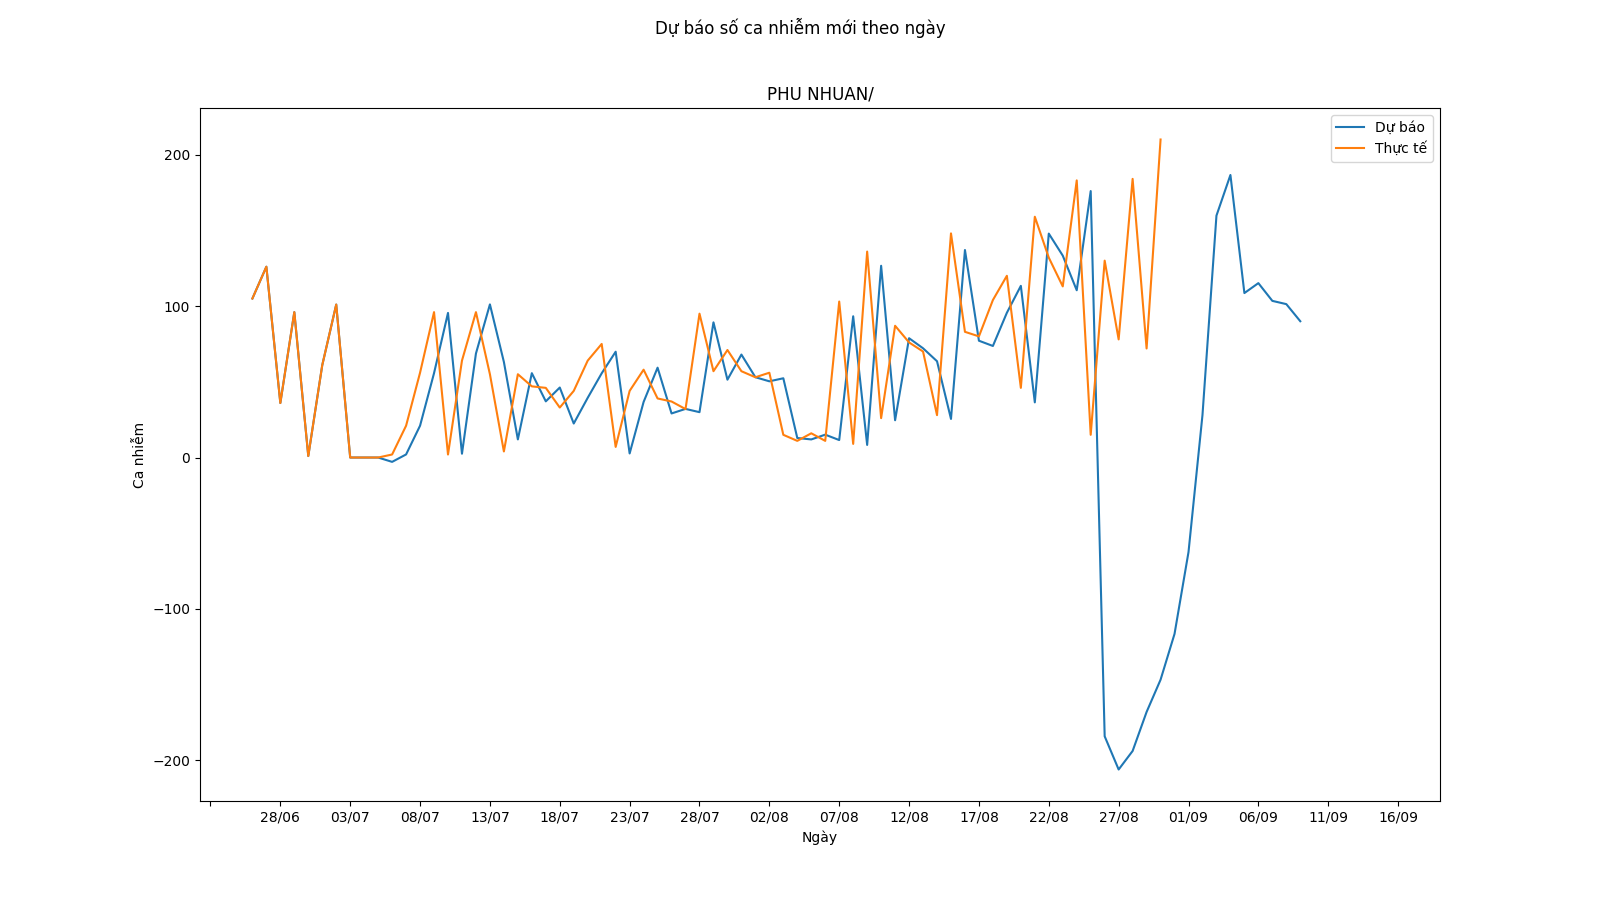 Dự báo số ca nhiễm mới theo ngày
PHU NHUAN/
Dự báo
Thực tế
200
100
0
−100
−200
Ca nhiễm
28/06 03/07 08/07 13/07 18/07 23/07 28/07 02/08 07/08 12/08 17/08 22/08 27/08 01/09 06/09 11/09 16/09
Ngày